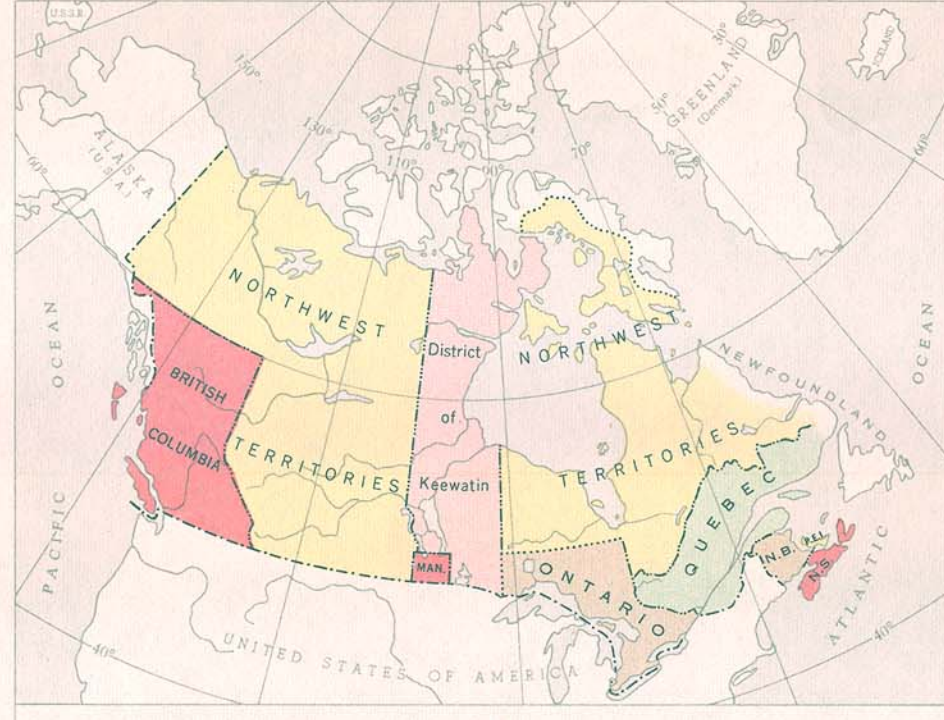 U.S.S.R.
150°
130°
110°
90°
70°
50°
30°
GREENLAND
(Denmark)
ICELAND
60°
ALASKA
(U.S.A.)
60°
OCEAN
PACIFIC
NORTHWEST
TERRITORIES
BRITISH
COLUMBIA
District
of
Keewatin
MAN.
NORTHWEST
TERRITORIES
NEWFOUNDLAND
OCEAN
ATLANTIC
QUEBEC
ONTARIO
N.B.
P.E.I.
N.S.
UNITED STATES OF AMERICA
40°
40°